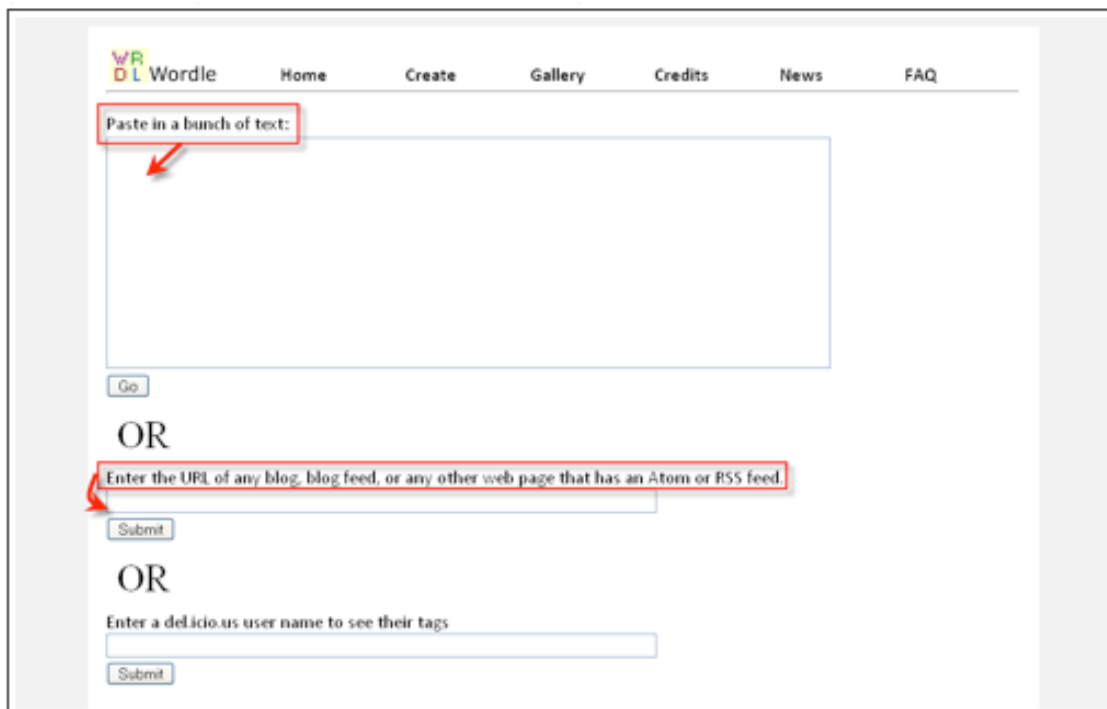 WR
DL Wordle Home Create Gallery Credits News FAQ
Paste in a bunch of text:
Go
OR
Enter the URL of any blog, blog feed, or any other web page that has an Atom or RSS feed.
Submit
OR
Enter a del.icio.us user name to see their tags
Submit